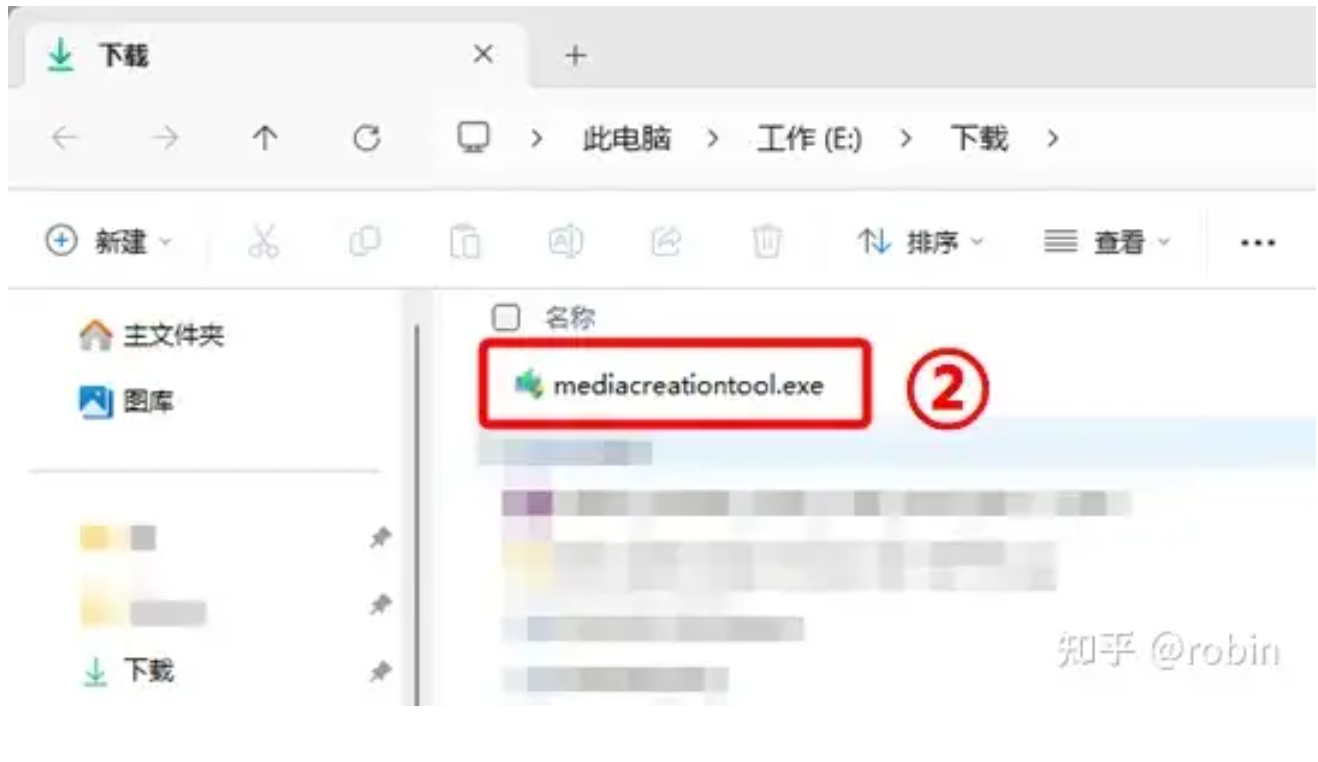 下载
此电脑 > 工作 (E:) > 下载 >
新建 排序 查看 •••
主文件夹
图库
下载
名称
mediacreationtool.exe
②
知乎 @robin